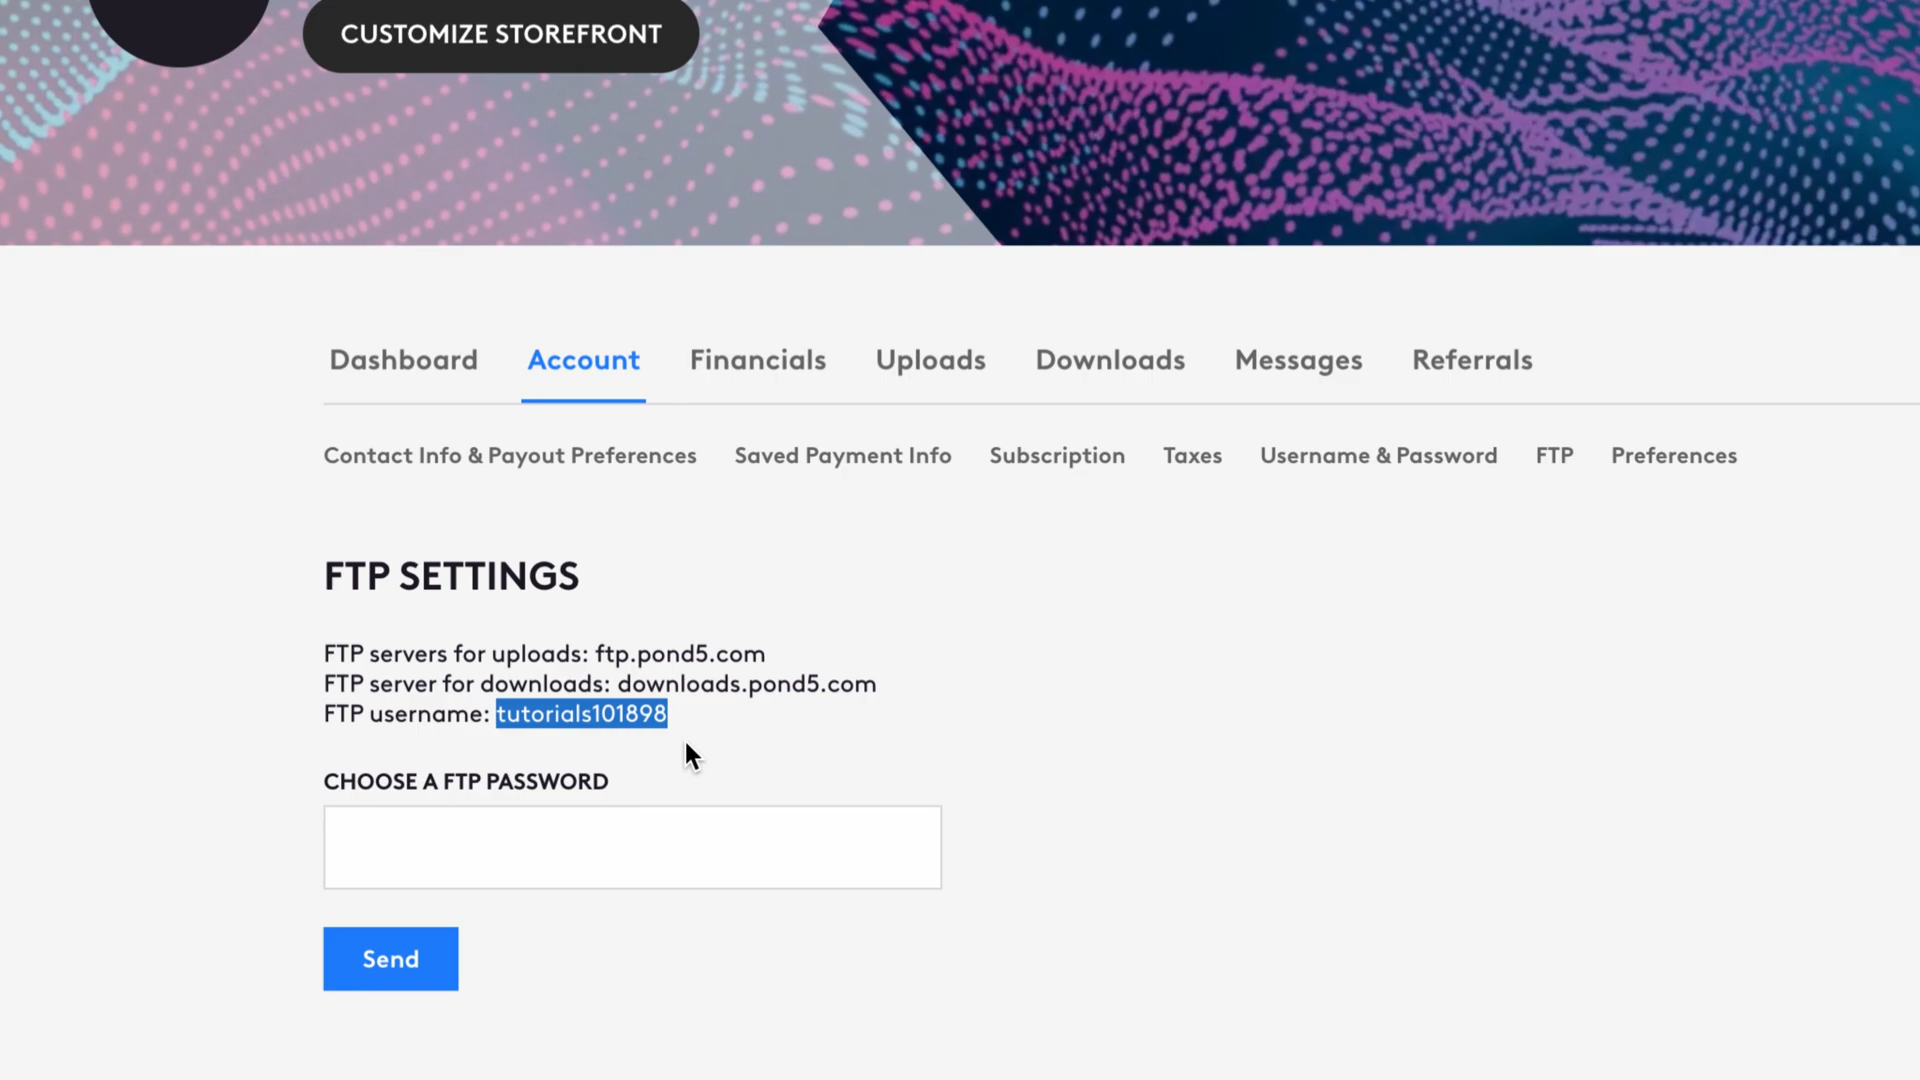 CUSTOMIZE STOREFRONT
Dashboard Account Financials Uploads Downloads Messages Referrals
Contact Info & Payout Preferences Saved Payment Info Subscription Taxes Username & Password FTP Preferences
FTP SETTINGS
FTP servers for uploads: ftp.pond5.com
FTP server for downloads: downloads.pond5.com
FTP username: tutorials101898
CHOOSE A FTP PASSWORD
Send